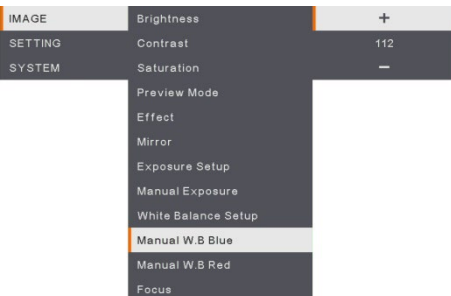 IMAGE
SETTING
SYSTEM
Brightness
Contrast
Saturation
Preview Mode
Effect
Mirror
Exposure Setup
Manual Exposure
White Balance Setup
Manual W.B Blue
Manual W.B Red
Focus
+
112
−